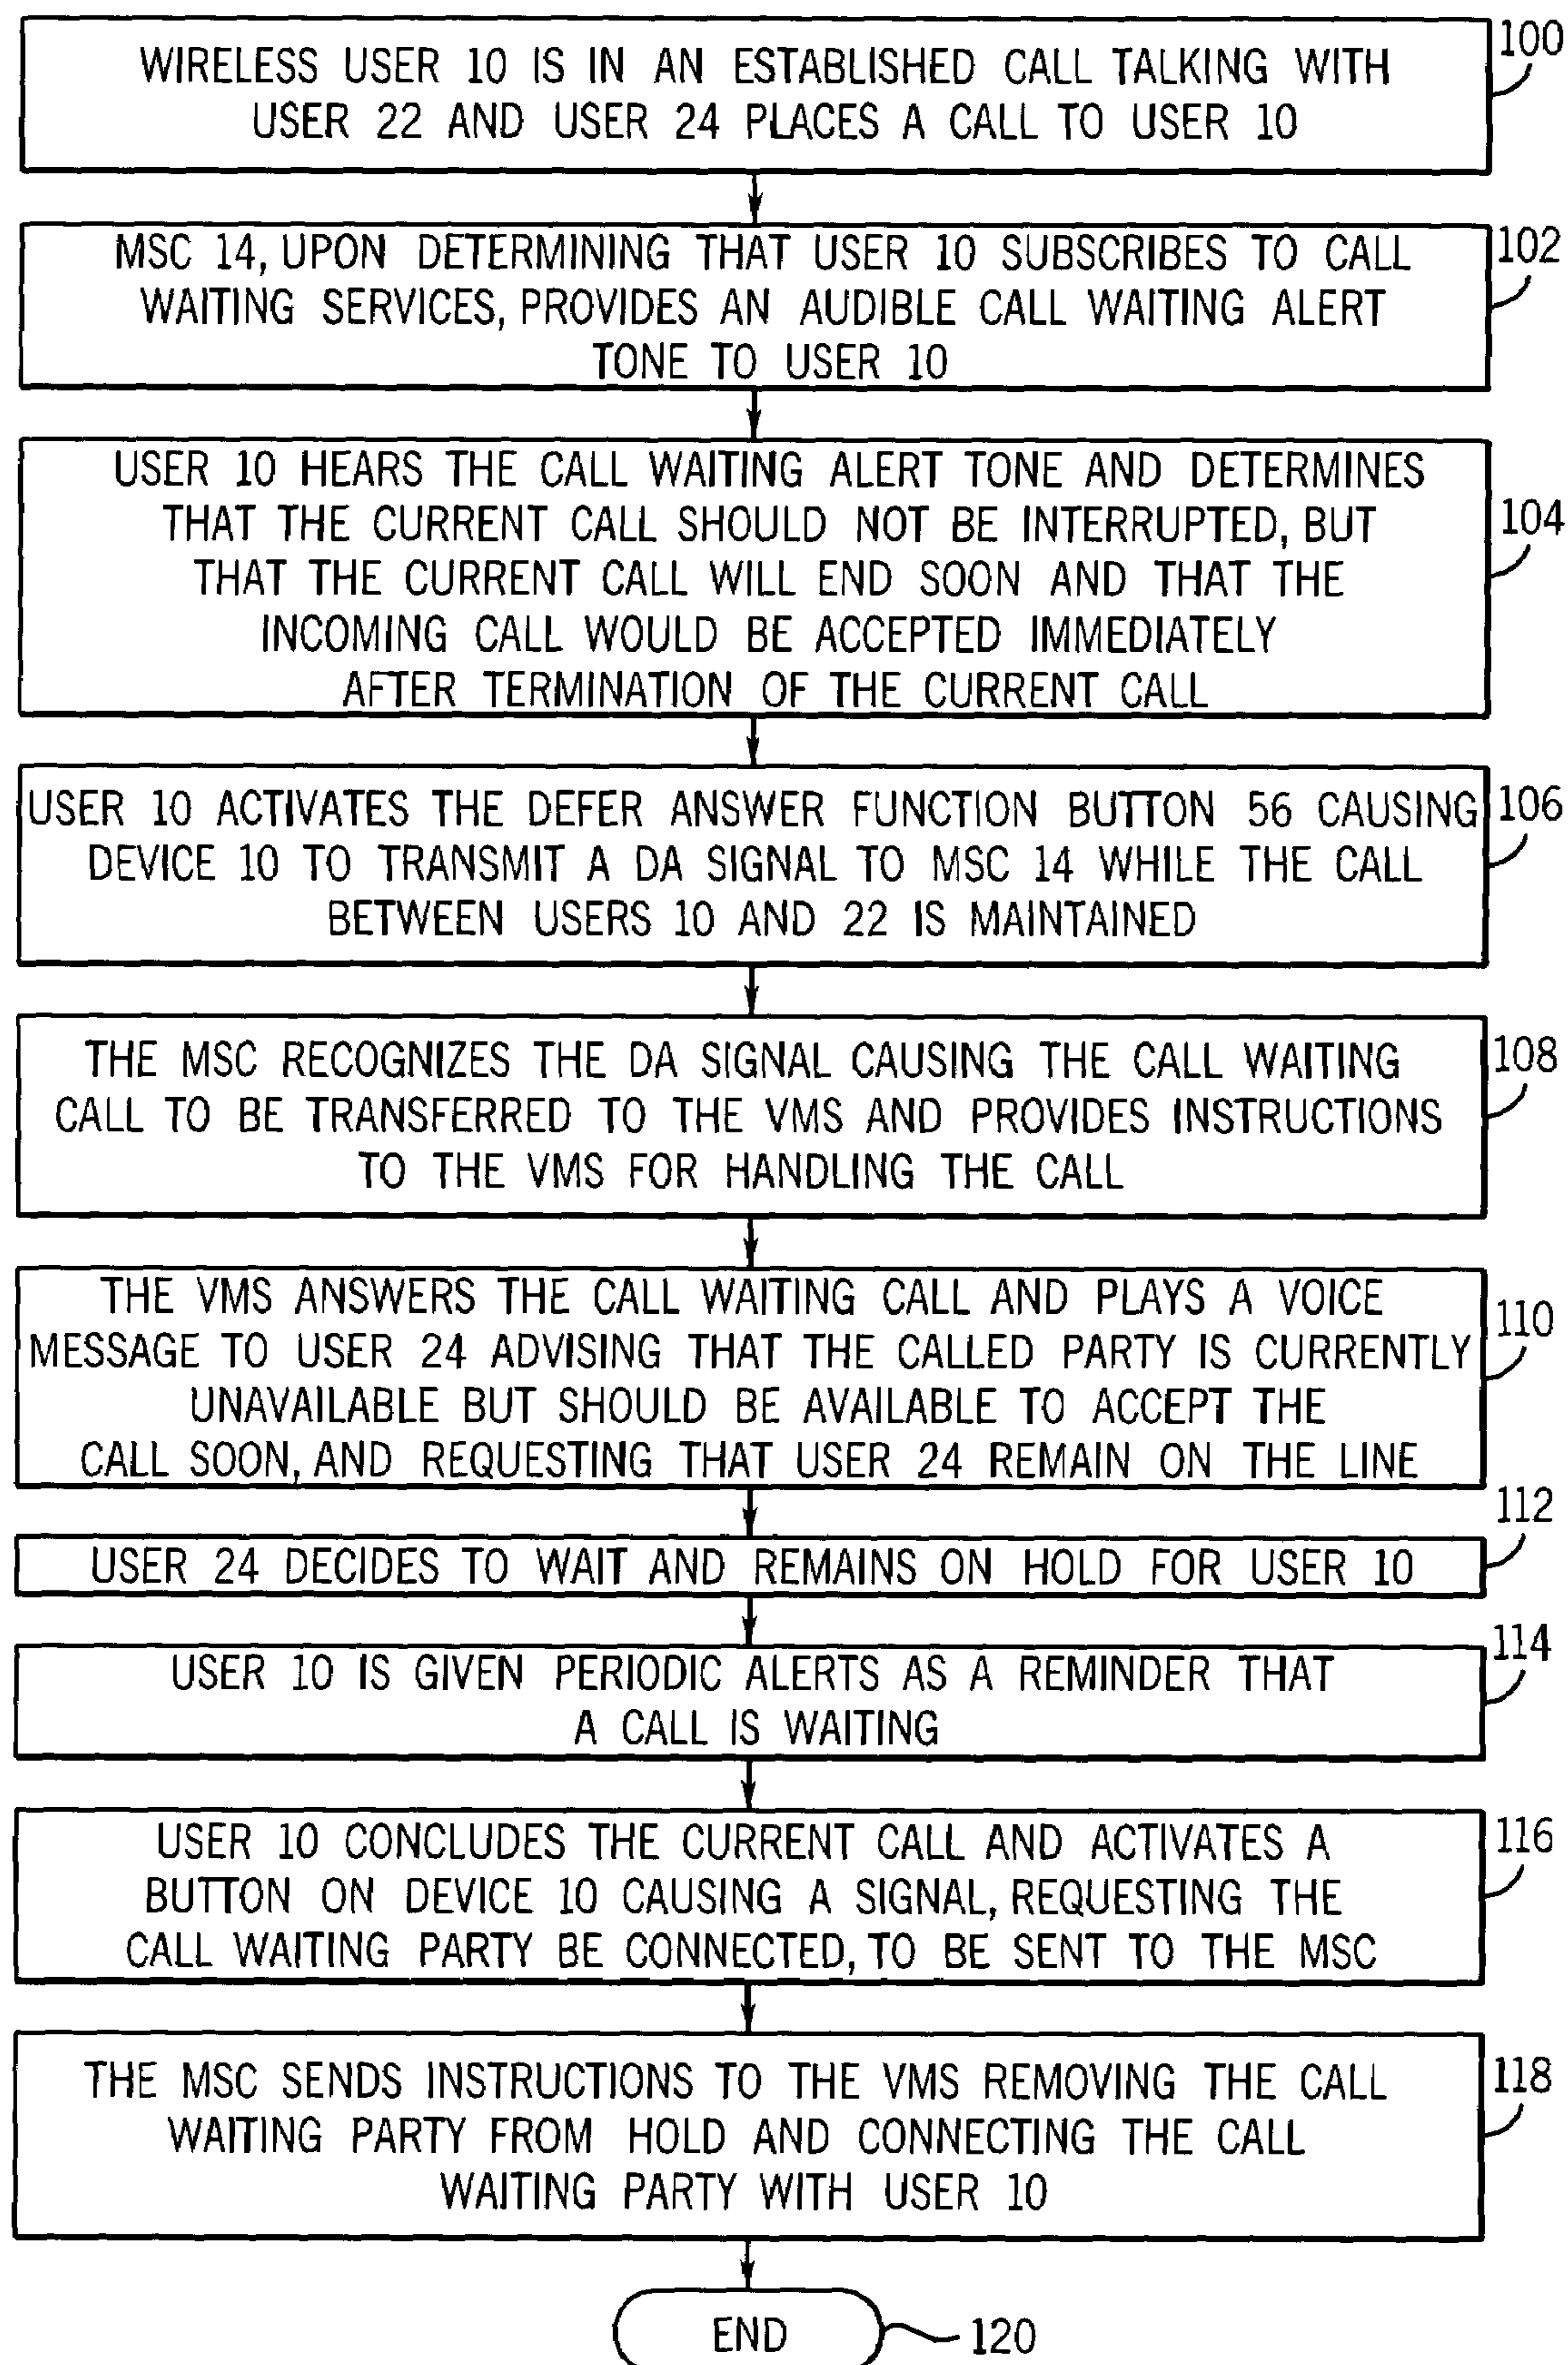 WIRELESS USER 10 IS IN AN ESTABLISHED CALL TALKING WITH
USER 22 AND USER 24 PLACES A CALL TO USER 10
100
MSC 14, UPON DETERMINING THAT USER 10 SUBSCRIBES TO CALL
WAITING SERVICES, PROVIDES AN AUDIBLE CALL WAITING ALERT
TONE TO USER 10
102
USER 10 HEARS THE CALL WAITING ALERT TONE AND DETERMINES
THAT THE CURRENT CALL SHOULD NOT BE INTERRUPTED, BUT
THAT THE CURRENT CALL WILL END SOON AND THAT THE
INCOMING CALL WOULD BE ACCEPTED IMMEDIATELY
AFTER TERMINATION OF THE CURRENT CALL
104
USER 10 ACTIVATES THE DEFER ANSWER FUNCTION BUTTON 56 CAUSING
DEVICE 10 TO TRANSMIT A DA SIGNAL TO MSC 14 WHILE THE CALL
BETWEEN USERS 10 AND 22 IS MAINTAINED
106
THE MSC RECOGNIZES THE DA SIGNAL CAUSING THE CALL WAITING
CALL TO BE TRANSFERRED TO THE VMS AND PROVIDES INSTRUCTIONS
TO THE VMS FOR HANDLING THE CALL
108
THE VMS ANSWERS THE CALL WAITING CALL AND PLAYS A VOICE
MESSAGE TO USER 24 ADVISING THAT THE CALLED PARTY IS CURRENTLY
UNAVAILABLE BUT SHOULD BE AVAILABLE TO ACCEPT THE
CALL SOON, AND REQUESTING THAT USER 24 REMAIN ON THE LINE
110
USER 24 DECIDES TO WAIT AND REMAINS ON HOLD FOR USER 10
112
USER 10 IS GIVEN PERIODIC ALERTS AS A REMINDER THAT
A CALL IS WAITING
114
USER 10 CONCLUDES THE CURRENT CALL AND ACTIVATES A
BUTTON ON DEVICE 10 CAUSING A SIGNAL, REQUESTING THE
CALL WAITING PARTY BE CONNECTED, TO BE SENT TO THE MSC
116
THE MSC SENDS INSTRUCTIONS TO THE VMS REMOVING THE CALL
WAITING PARTY FROM HOLD AND CONNECTING THE CALL
WAITING PARTY WITH USER 10
118
END
120